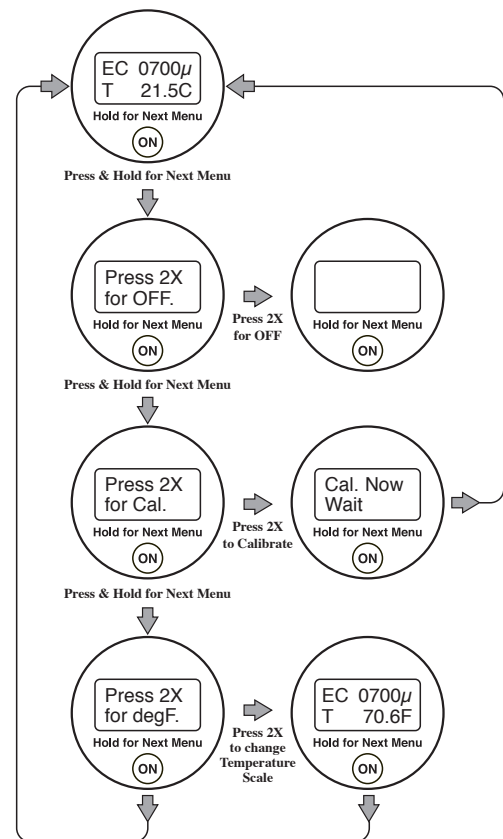 EC 0700µ
T 21.5C
Hold for Next Menu
ON
Press & Hold for Next Menu
Press 2X
for OFF.
Hold for Next Menu
ON
Press 2X
for OFF
Hold for Next Menu
ON
Press & Hold for Next Menu
Press 2X
for Cal.
Hold for Next Menu
ON
Press 2X
to Calibrate
Cal. Now
Wait
Hold for Next Menu
ON
Press & Hold for Next Menu
Press 2X
for degF.
Hold for Next Menu
ON
Press 2X
to change
Temperature
Scale
EC 0700µ
T 70.6F
Hold for Next Menu
ON